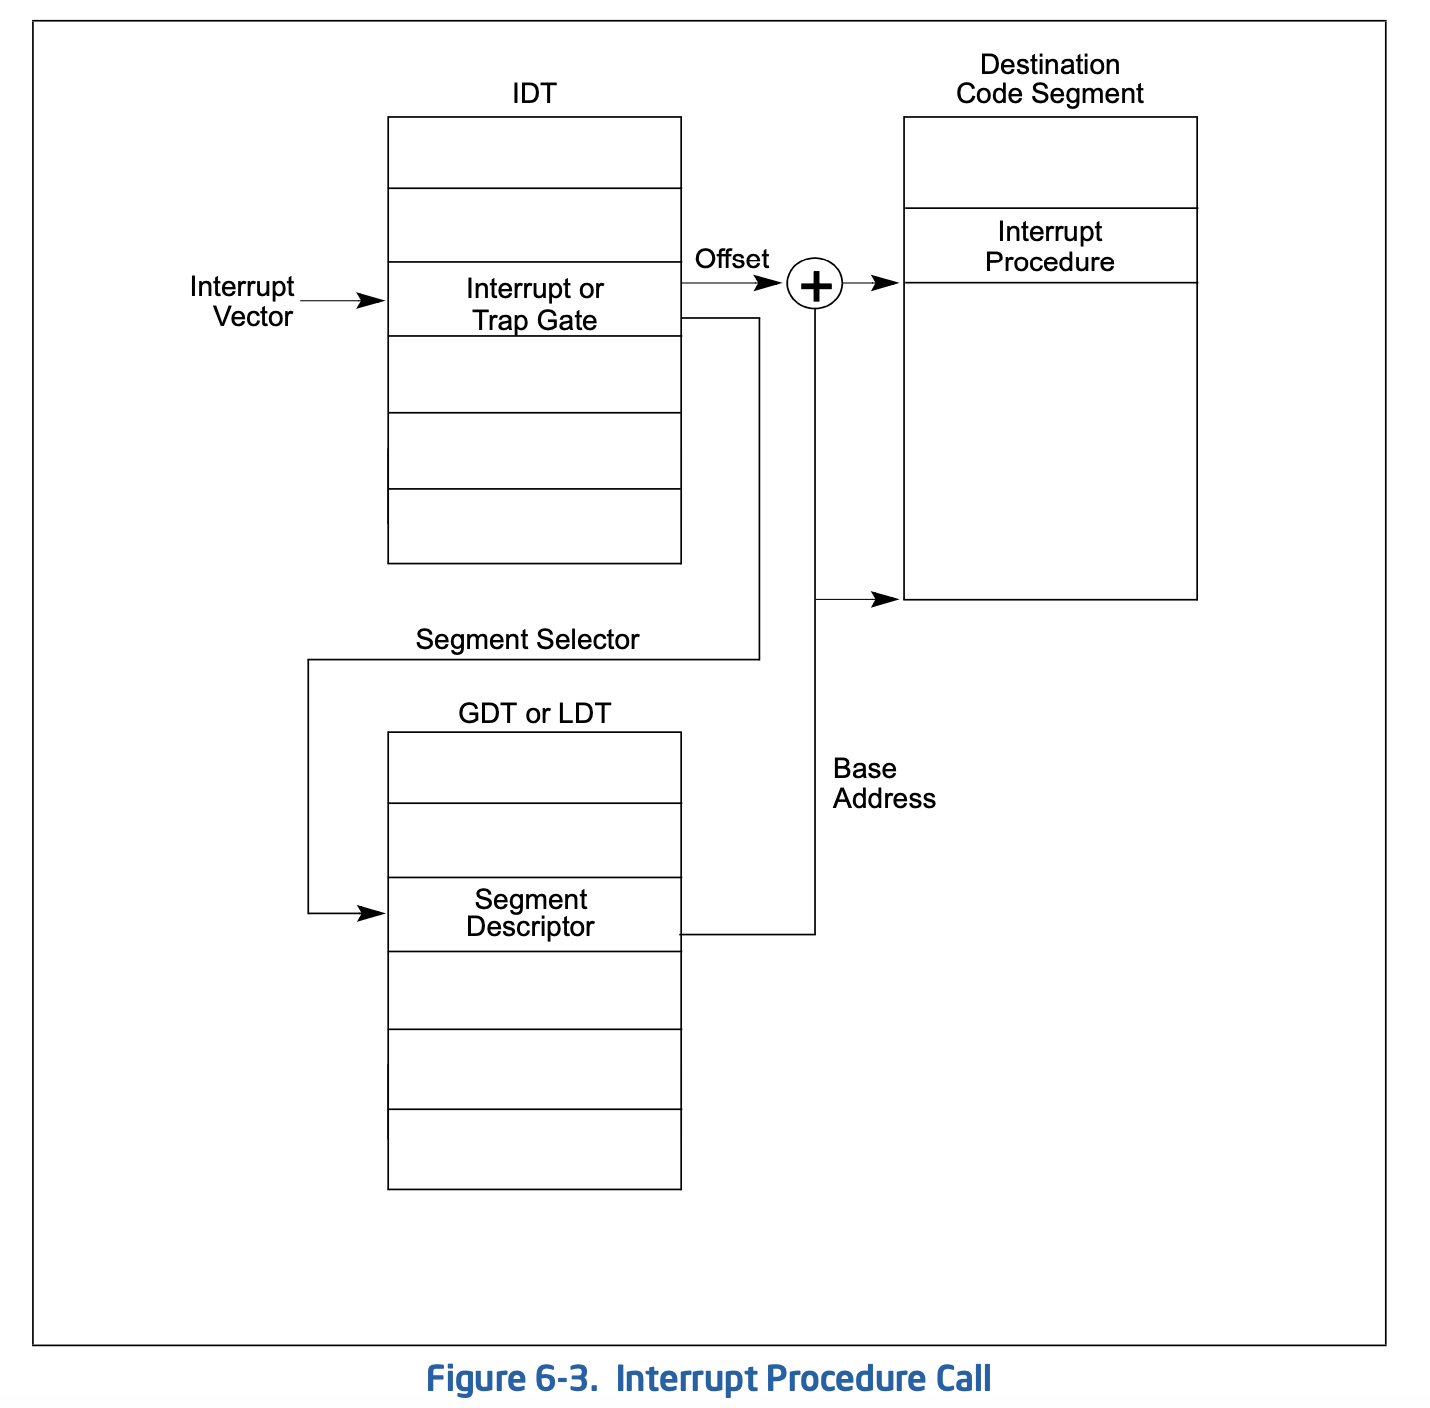 IDT
Destination
Code Segment
Interrupt
Procedure
Offset
+
Interrupt
Vector
Interrupt or
Trap Gate
Segment Selector
GDT or LDT
Base
Address
Segment
Descriptor
Figure 6-3. Interrupt Procedure Call